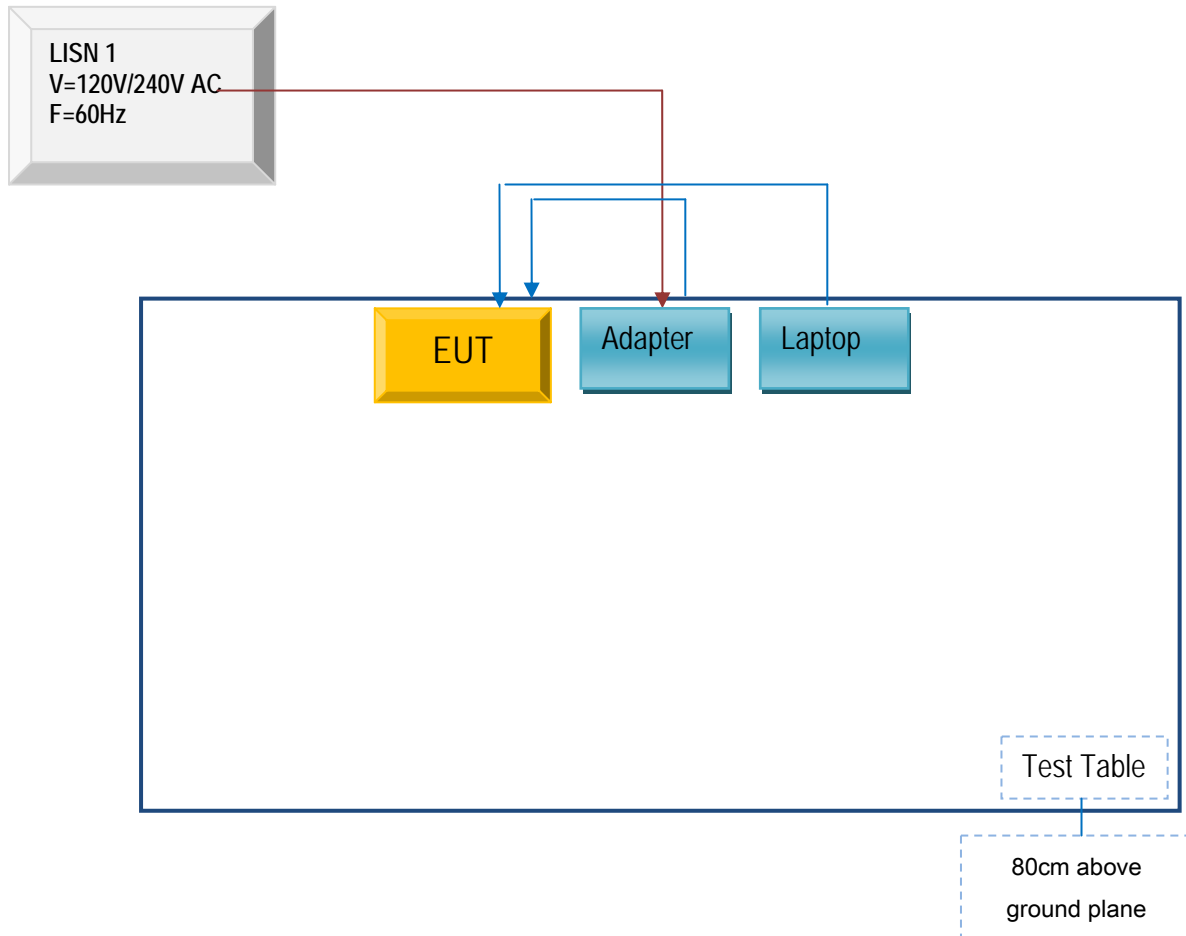 LISN 1
V=120V/240V AC
F=60Hz
EUT
Adapter
Laptop
Test Table
80cm above
ground plane